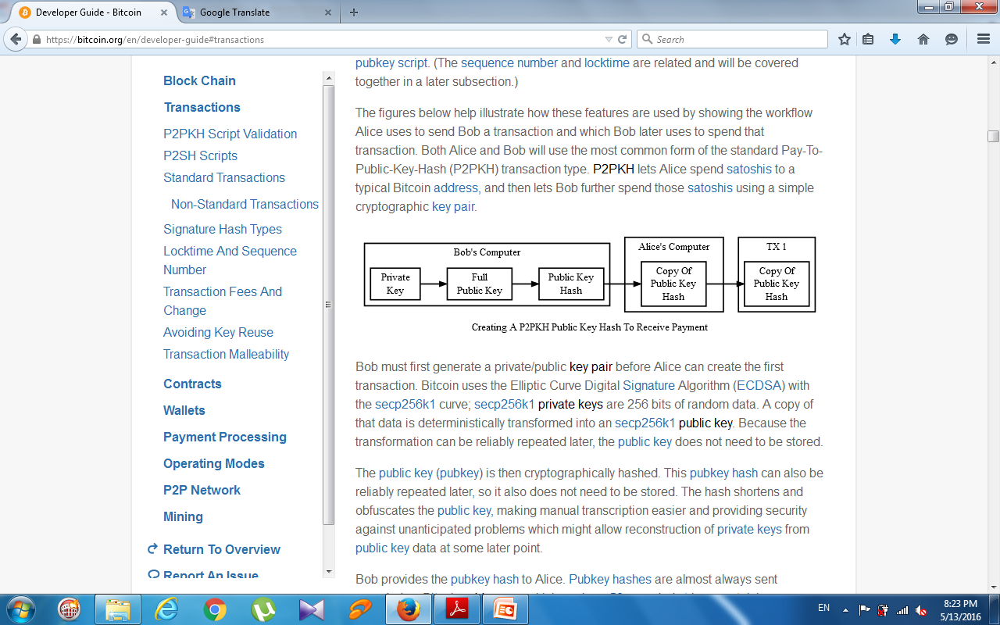 Developer Guide - Bitcoin
Google Translate
https://bitcoin.org/en/developer-guide#transactions
Search
Block Chain
Transactions
P2PKH Script Validation
P2SH Scripts
Standard Transactions
Non-Standard Transactions
Signature Hash Types
Locktime And Sequence
Number
Transaction Fees And
Change
Avoiding Key Reuse
Transaction Malleability
Contracts
Wallets
Payment Processing
Operating Modes
P2P Network
Mining
Return To Overview
Report An Issue
pubkey script. (The sequence number and locktime are related and will be covered
together in a later subsection.)
The figures below help illustrate how these features are used by showing the workflow
Alice uses to send Bob a transaction and which Bob later uses to spend that
transaction. Both Alice and Bob will use the most common form of the standard Pay-To-
Public-Key-Hash (P2PKH) transaction type. P2PKH lets Alice spend satoshis to a
typical Bitcoin address, and then lets Bob further spend those satoshis using a simple
cryptographic key pair.
Bob's Computer
Private
Key
Full
Public Key
Public Key
Hash
Alice's Computer
Copy Of
Public Key
Hash
TX 1
Copy Of
Public Key
Hash
Creating A P2PKH Public Key Hash To Receive Payment
Bob must first generate a private/public key pair before Alice can create the first
transaction. Bitcoin uses the Elliptic Curve Digital Signature Algorithm (ECDSA) with
the secp256k1 curve; secp256k1 private keys are 256 bits of random data. A copy of
that data is deterministically transformed into an secp256k1 public key. Because the
transformation can be reliably repeated later, the public key does not need to be stored.
The public key (pubkey) is then cryptographically hashed. This pubkey hash can also be
reliably repeated later, so it also does not need to be stored. The hash shortens and
obfuscates the public key, making manual transcription easier and providing security
against unanticipated problems which might allow reconstruction of private keys from
public key data at some later point.
Bob provides the pubkey hash to Alice. Pubkey hashes are almost always sent
EN
8:23 PM
5/13/2016